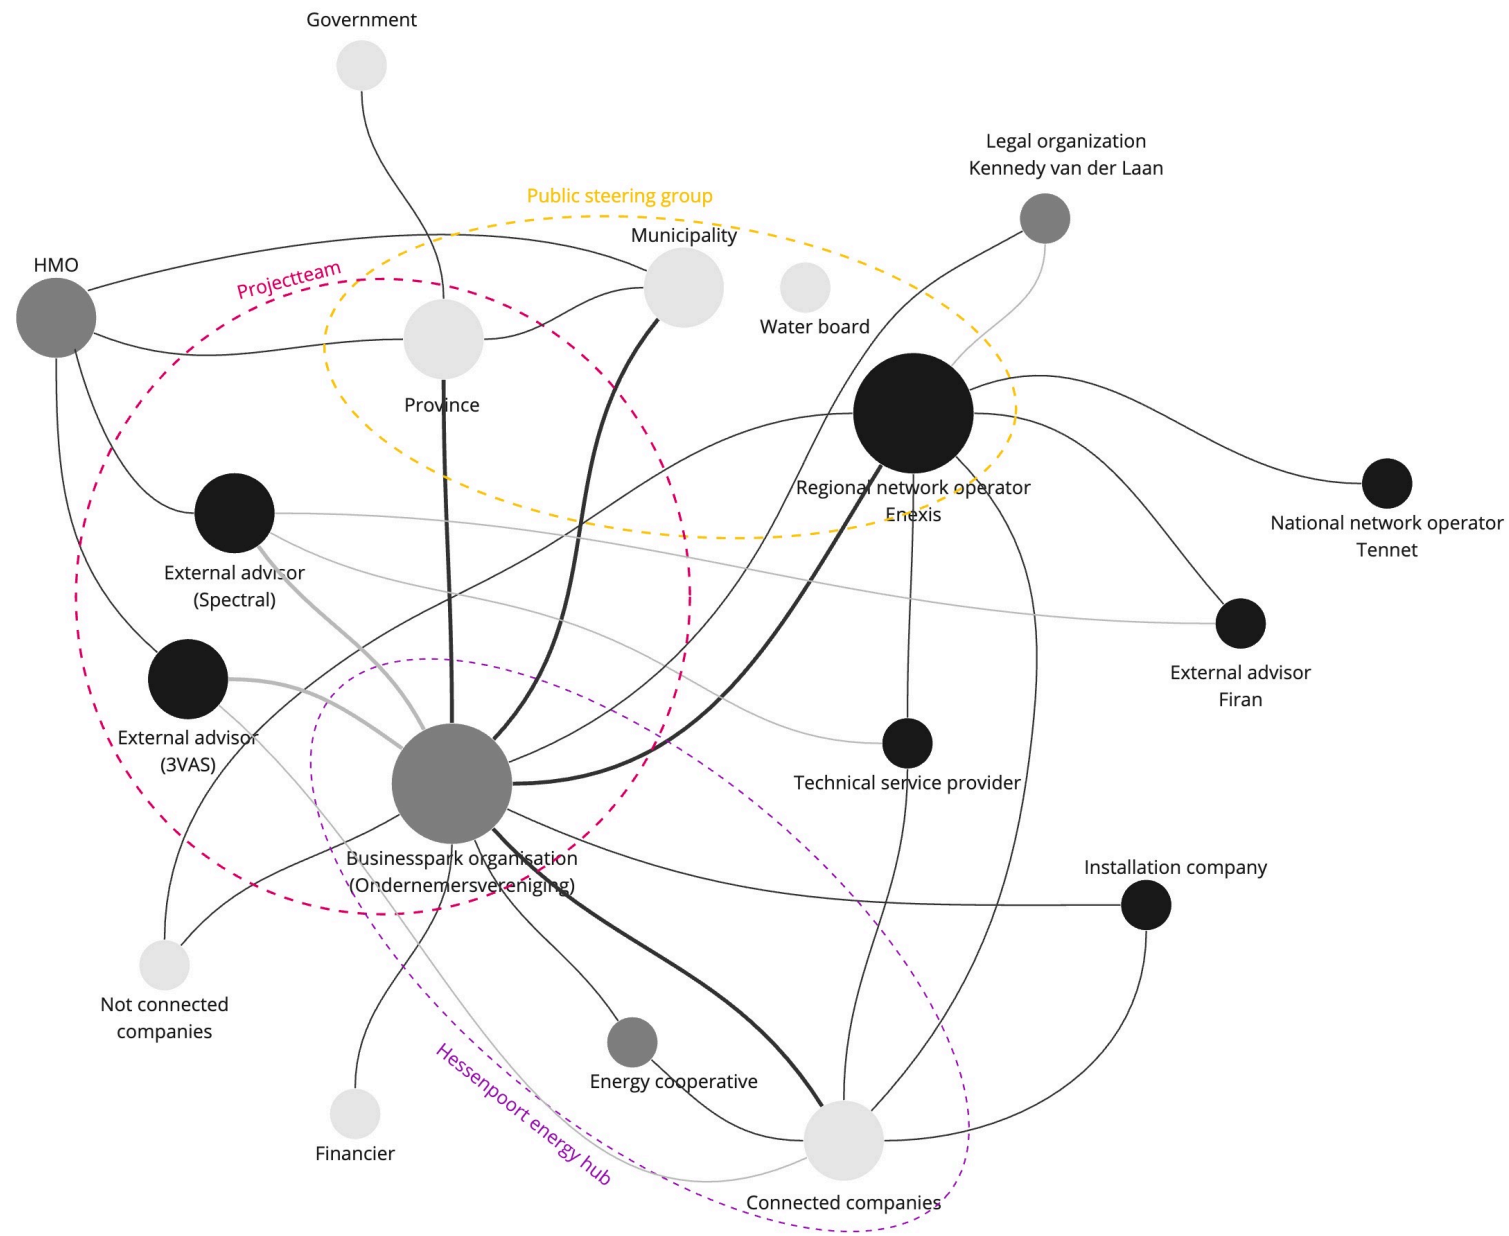 Government
Legal organization
Kennedy van der Laan
Public steering group
Municipality
HMO
Projectteam
Water board
Province
Regional network operator
Enexis
National network operator
Tennet
External advisor
(Spectral)
External advisor
Firan
External advisor
(3VAS)
Technical service provider
Businesspark organisation
(Ondernemersvereniging)
Installation company
Not connected
companies
Energy cooperative
Hessenpoort energy hub
Financier
Connected companies